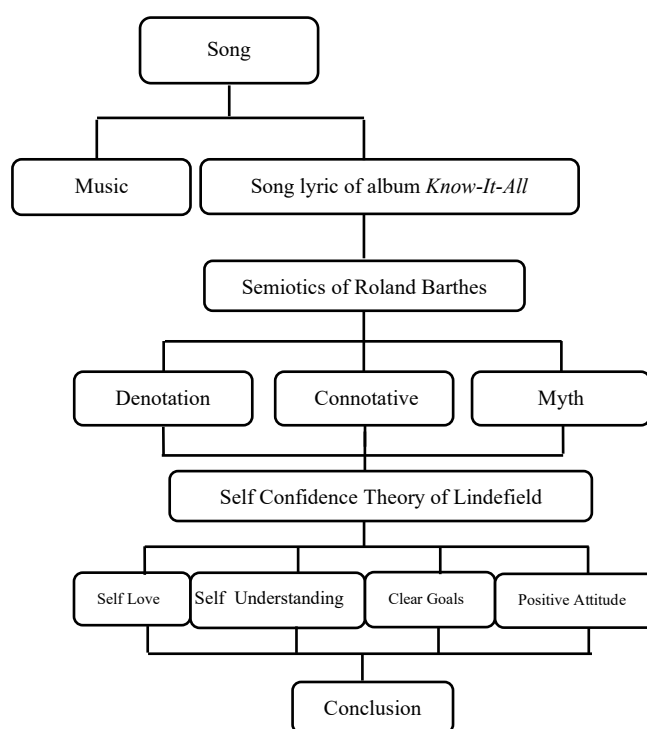 Song
Music
Song lyric of album Know-It-All
Semiotics of Roland Barthes
Denotation
Connotative
Myth
Self Confidence Theory of Lindefield
Self Love
Self Understanding
Clear Goals
Positive Attitude
Conclusion